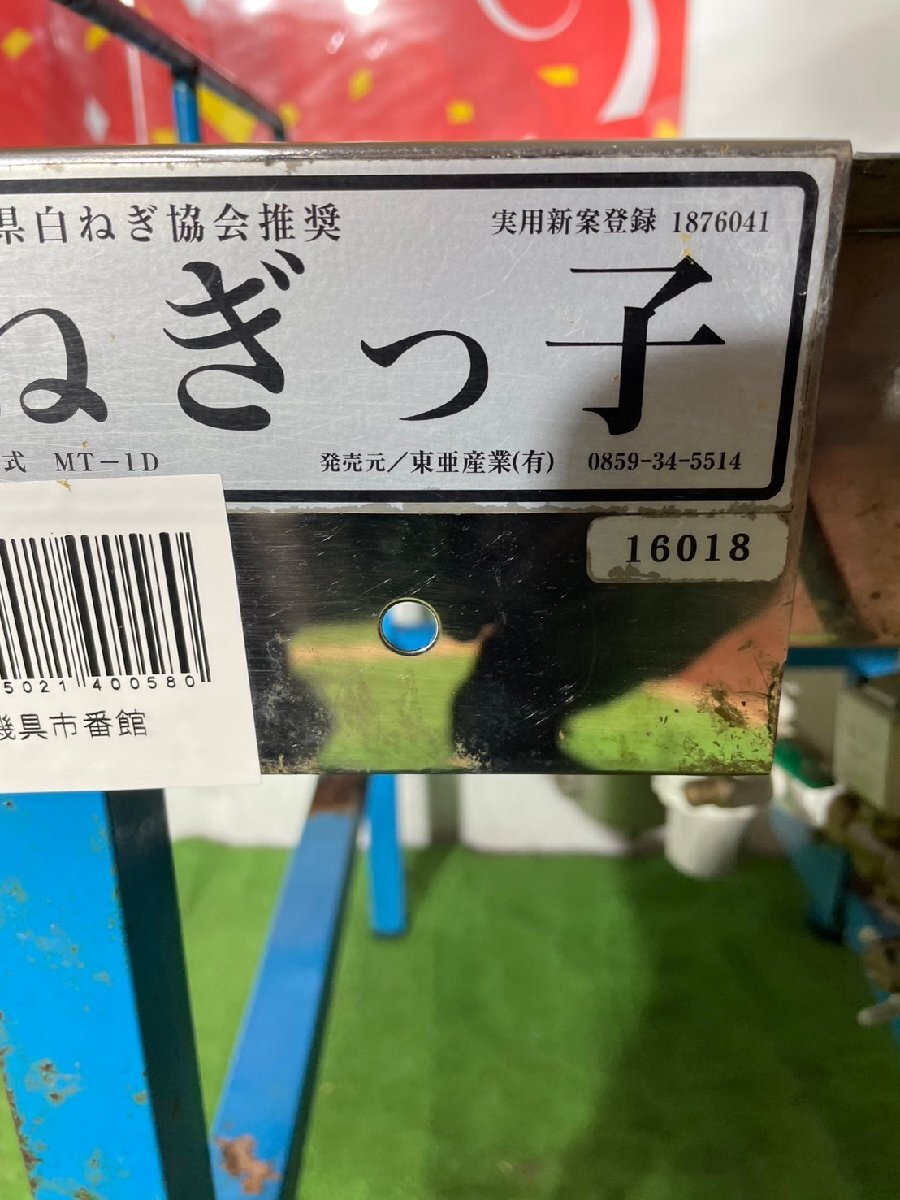 県白ねぎ協会推奨 実用新案登録 1876041
ねぎっ子
式 MT-1D 発売元/東亜産業(有) 0859-34-5514
16018
5021 400580
機具市番館